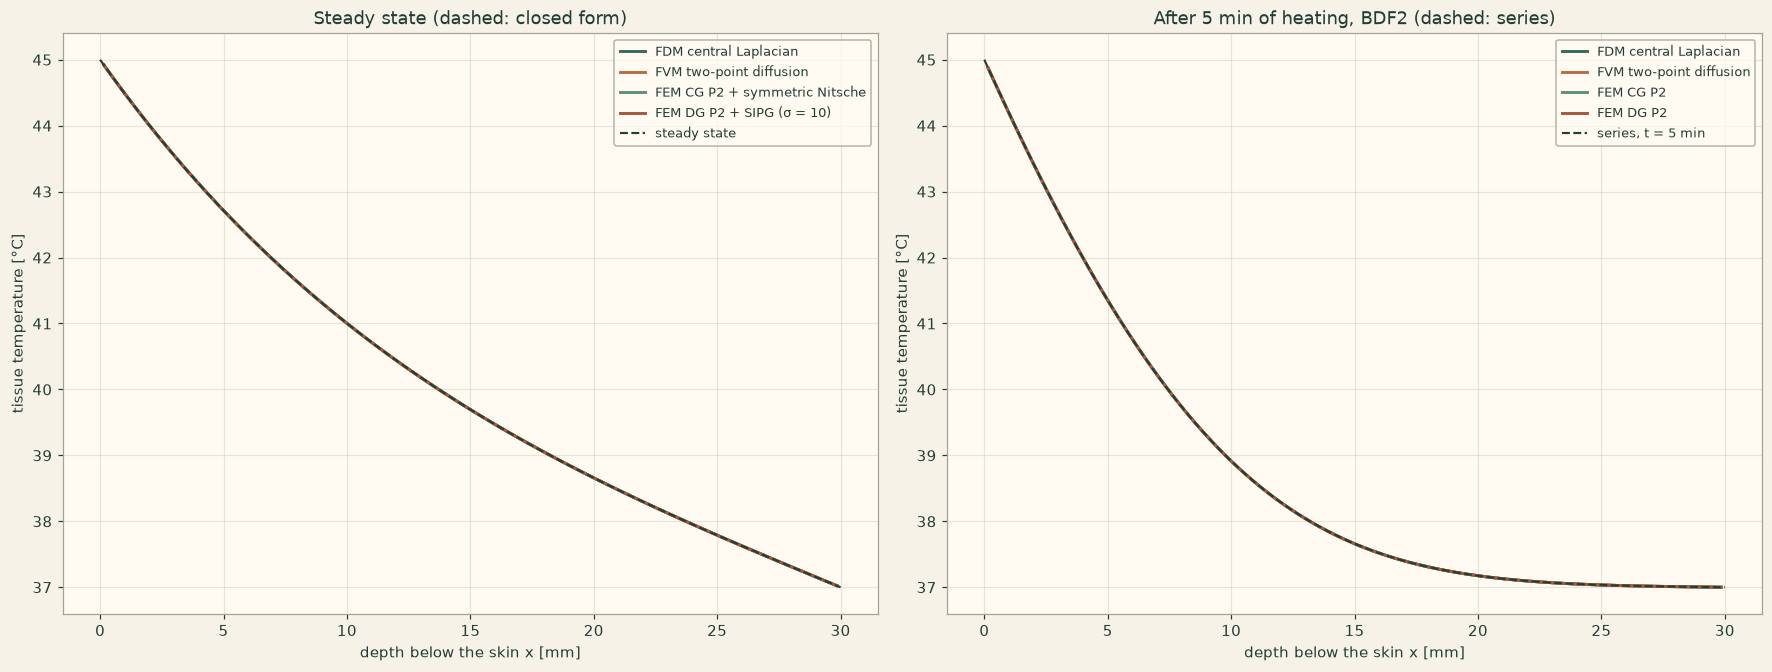 Steady state (dashed: closed form)
FDM central Laplacian
FVM two-point diffusion
FEM CG P2 + symmetric Nitsche
FEM DG P2 + SIPG (σ = 10)
steady state
tissue temperature [°C]
45
44
43
42
41
40
39
38
37
0 5 10 15 20 25 30
depth below the skin x [mm]
After 5 min of heating, BDF2 (dashed: series)
FDM central Laplacian
FVM two-point diffusion
FEM CG P2
FEM DG P2
series, t = 5 min
tissue temperature [°C]
45
44
43
42
41
40
39
38
37
0 5 10 15 20 25 30
depth below the skin x [mm]